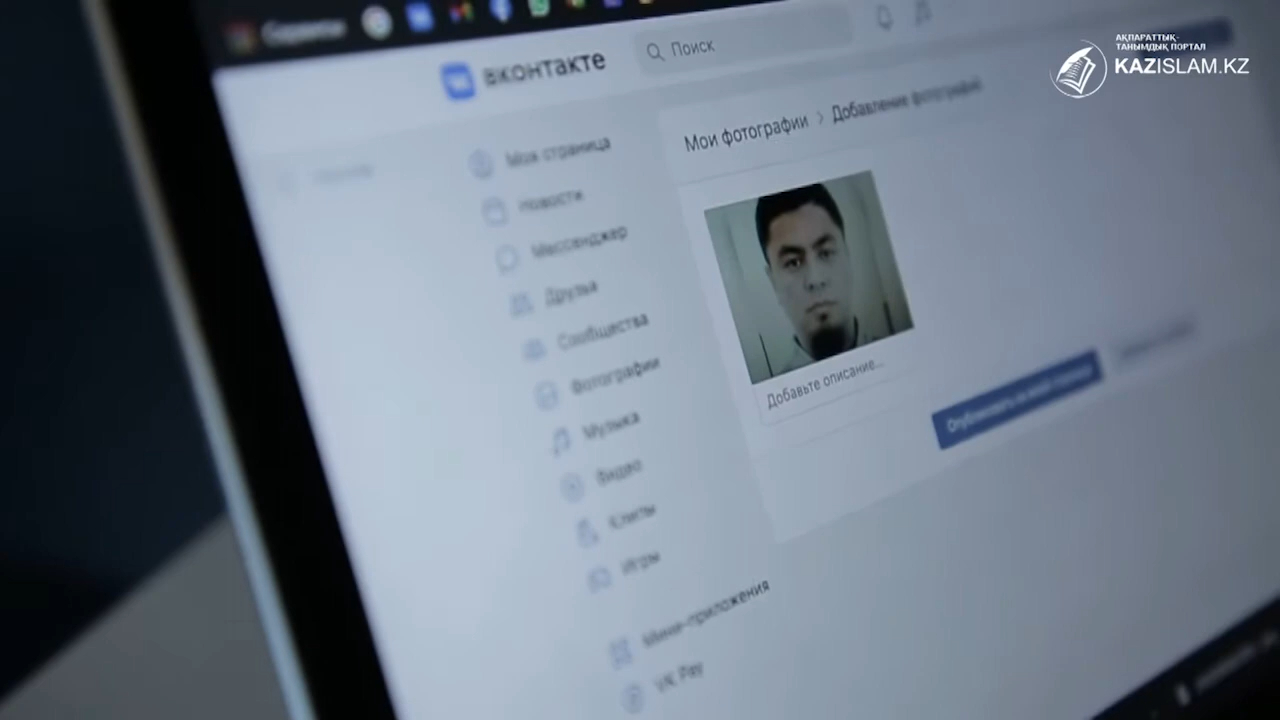 АҚПАРАТТЫҚ-
ТАНЫМДЫҚ ПОРТАЛ
KAZISLAM.KZ
вконтакте
Поиск
Мои фотографии > Добавление фотографий
Моя страница
Новости
Мессенджер
Друзья
Сообщества
Фотографии
Музыка
Видео
Клипы
Игры
Мини-приложения
VK Pay
Добавьте описание...